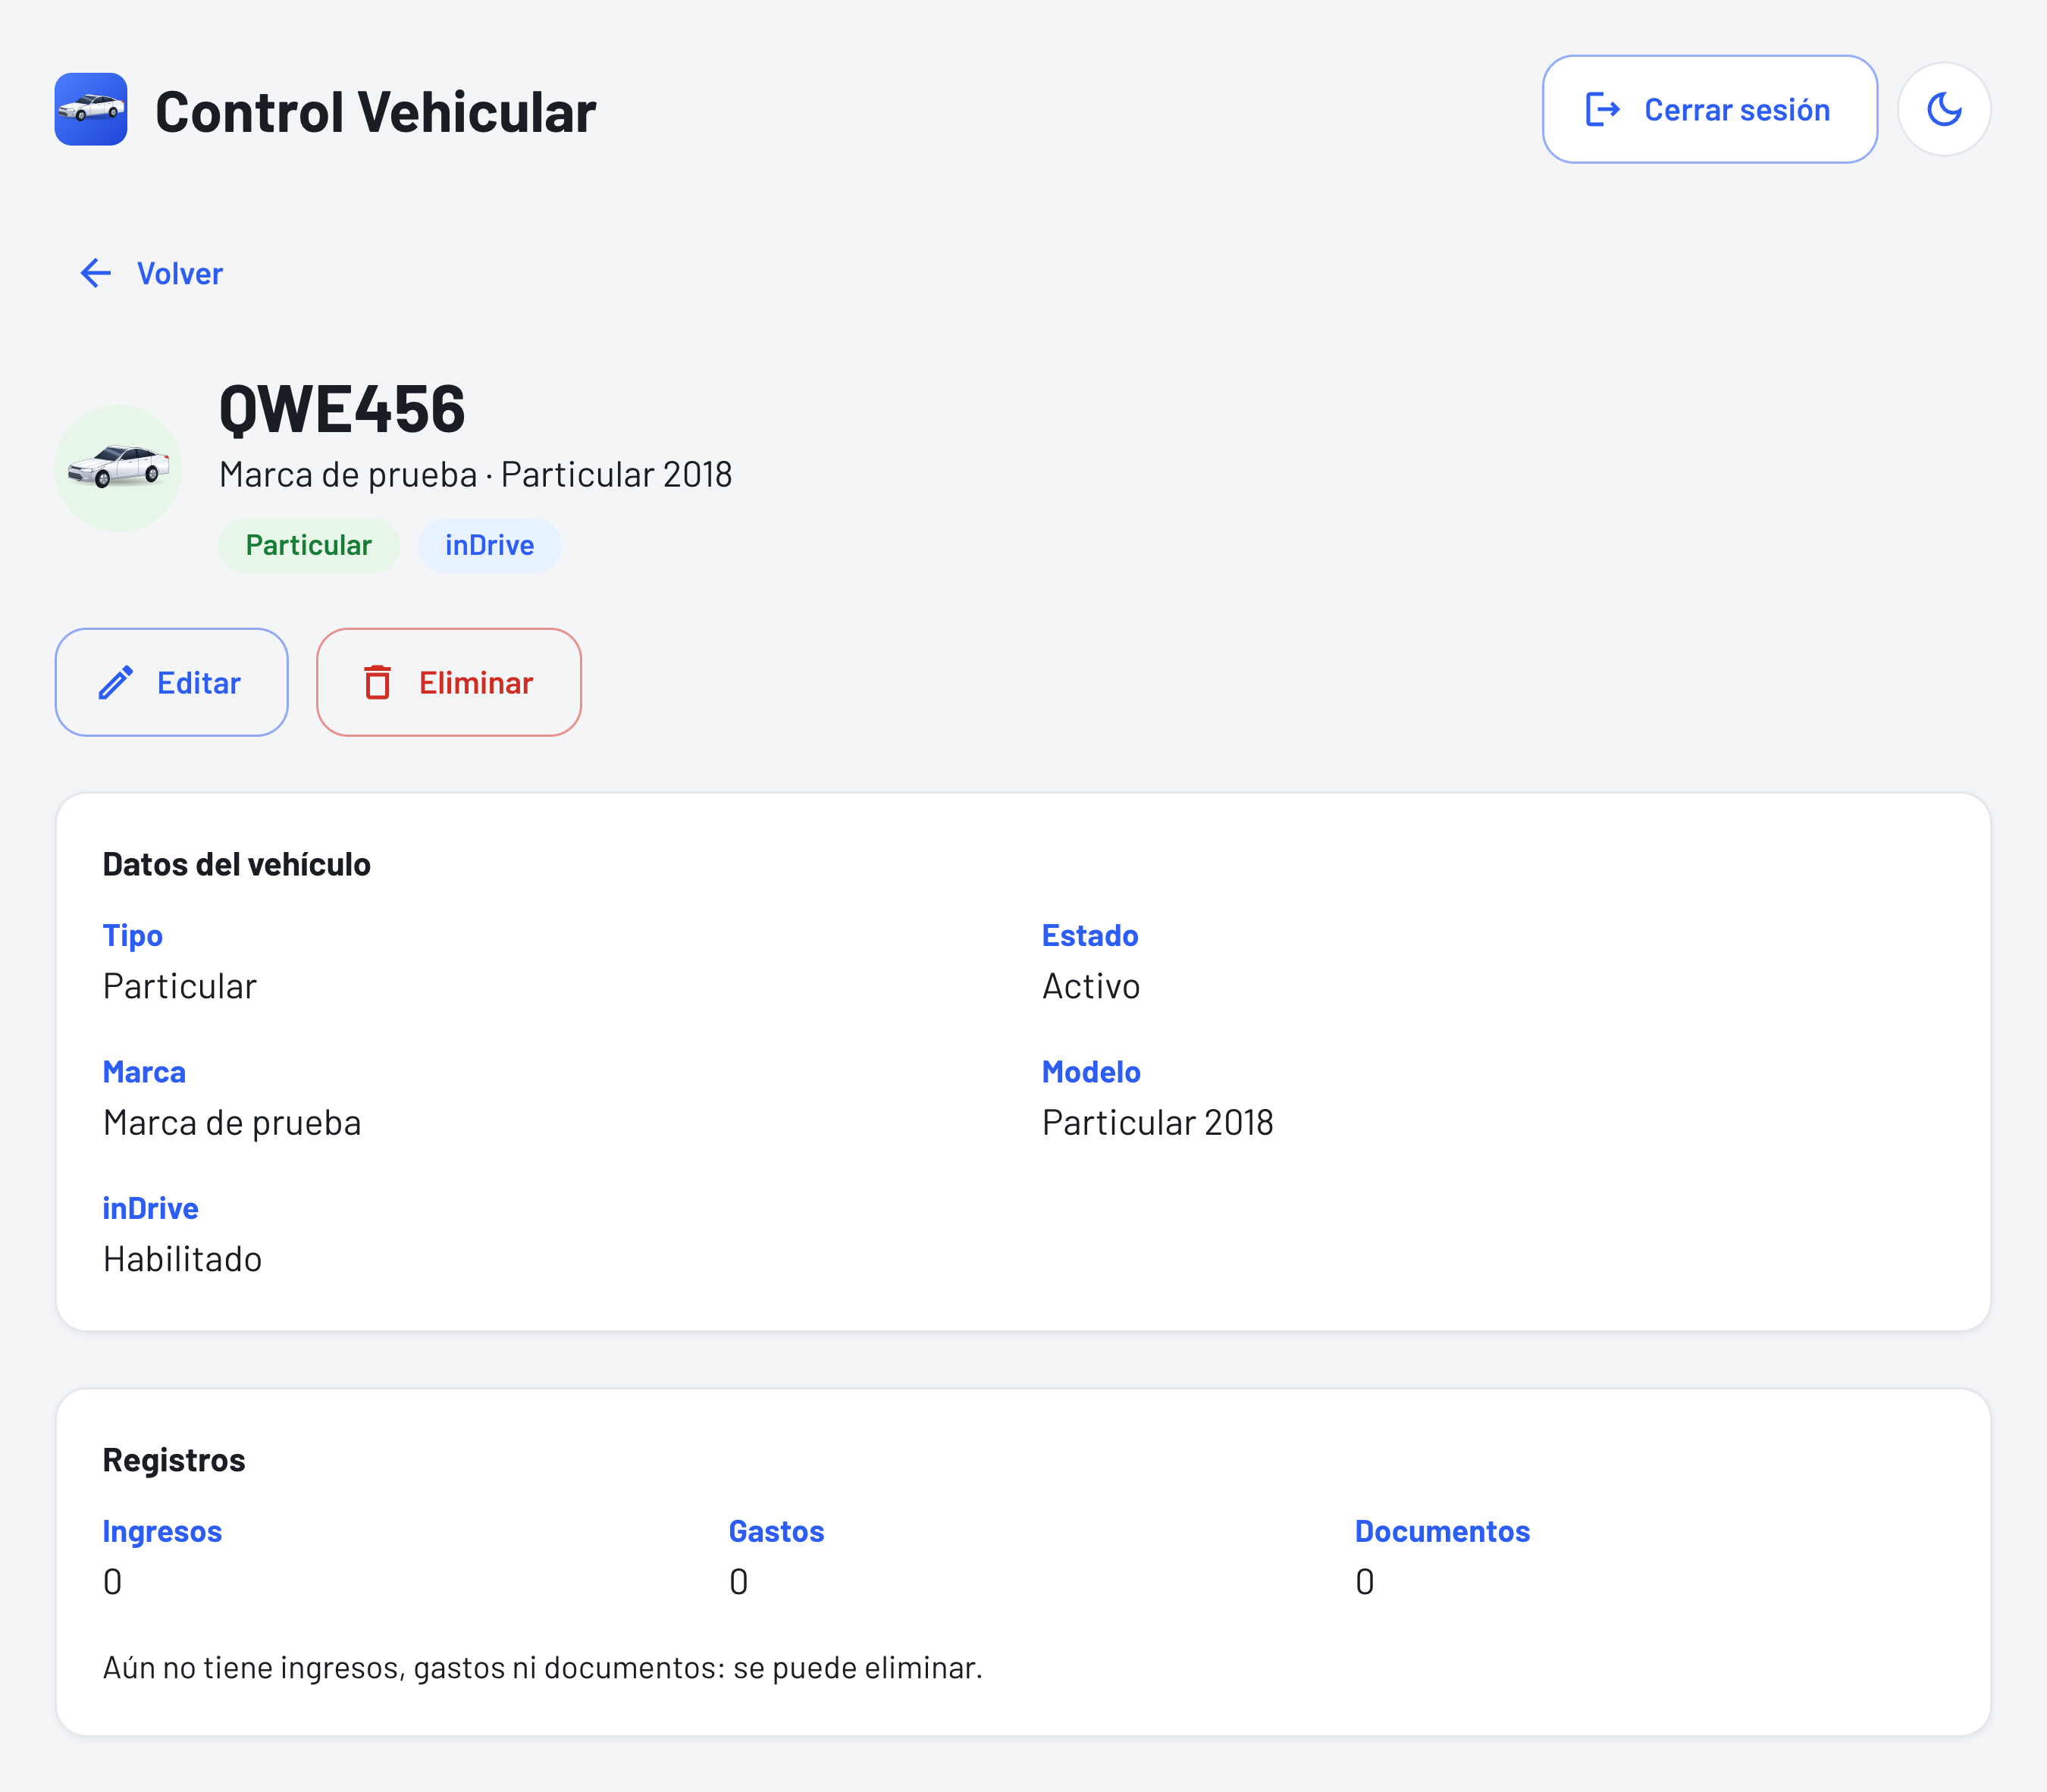 Control Vehicular
Cerrar sesión
Volver
QWE456
Marca de prueba · Particular 2018
Particular
inDrive
Editar
Eliminar
Datos del vehículo
Tipo
Particular
Estado
Activo
Marca
Marca de prueba
Modelo
Particular 2018
inDrive
Habilitado
Registros
Ingresos
0
Gastos
0
Documentos
0
Aún no tiene ingresos, gastos ni documentos: se puede eliminar.